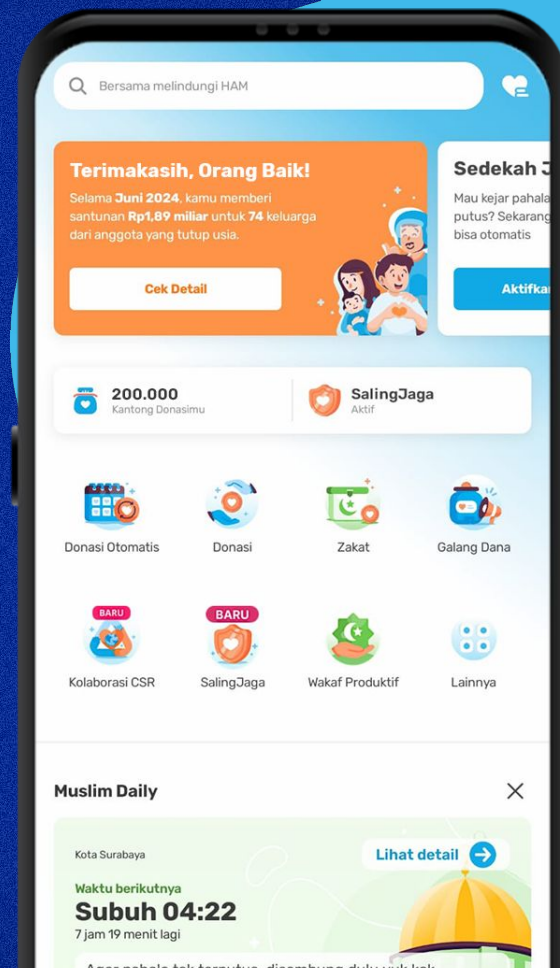 Bersama melindungi HAM
Terimakasih, Orang Baik!
Selama Juni 2024, kamu memberi
santunan Rp1,89 miliar untuk 74 keluarga
dari anggota yang tutup usia.
Cek Detail
Sedekah
Mau kejar pahala
putus? Sekarang
bisa otomatis
200.000
Kantong Donasimu
SalingJaga
Aktif
Donasi Otomatis
Donasi
Zakat
Galang Dana
BARU
BARU
Kolaborasi CSR
SalingJaga
Wakaf Produktif
Lainnya
Muslim Daily
Kota Surabaya
Lihat detail
Waktu berikutnya
Subuh 04:22
7 jam 19 menit lagi